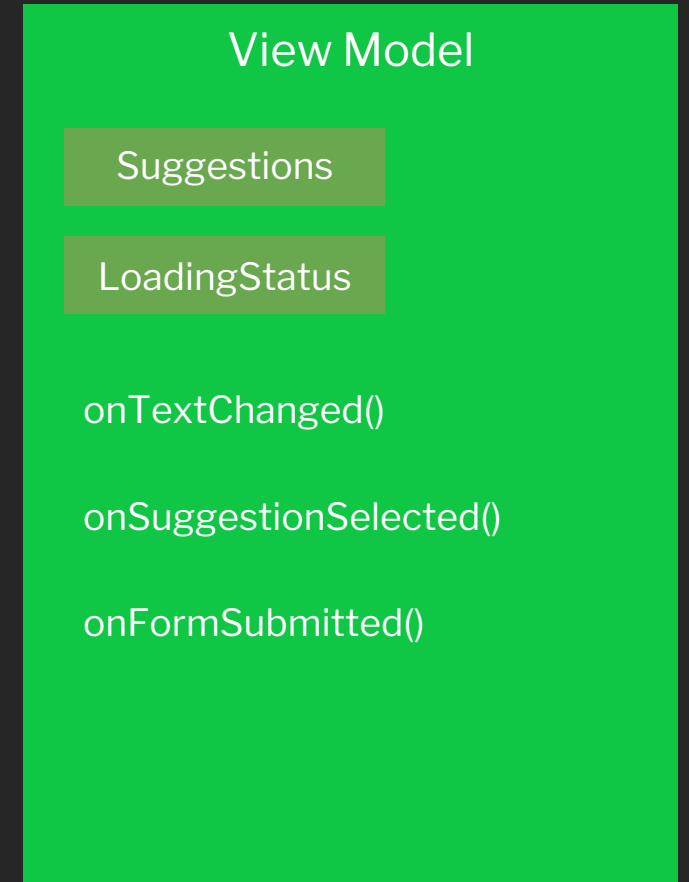 View Model
Suggestions
LoadingStatus
onTextChanged()
onSuggestionSelected()
onFormSubmitted()